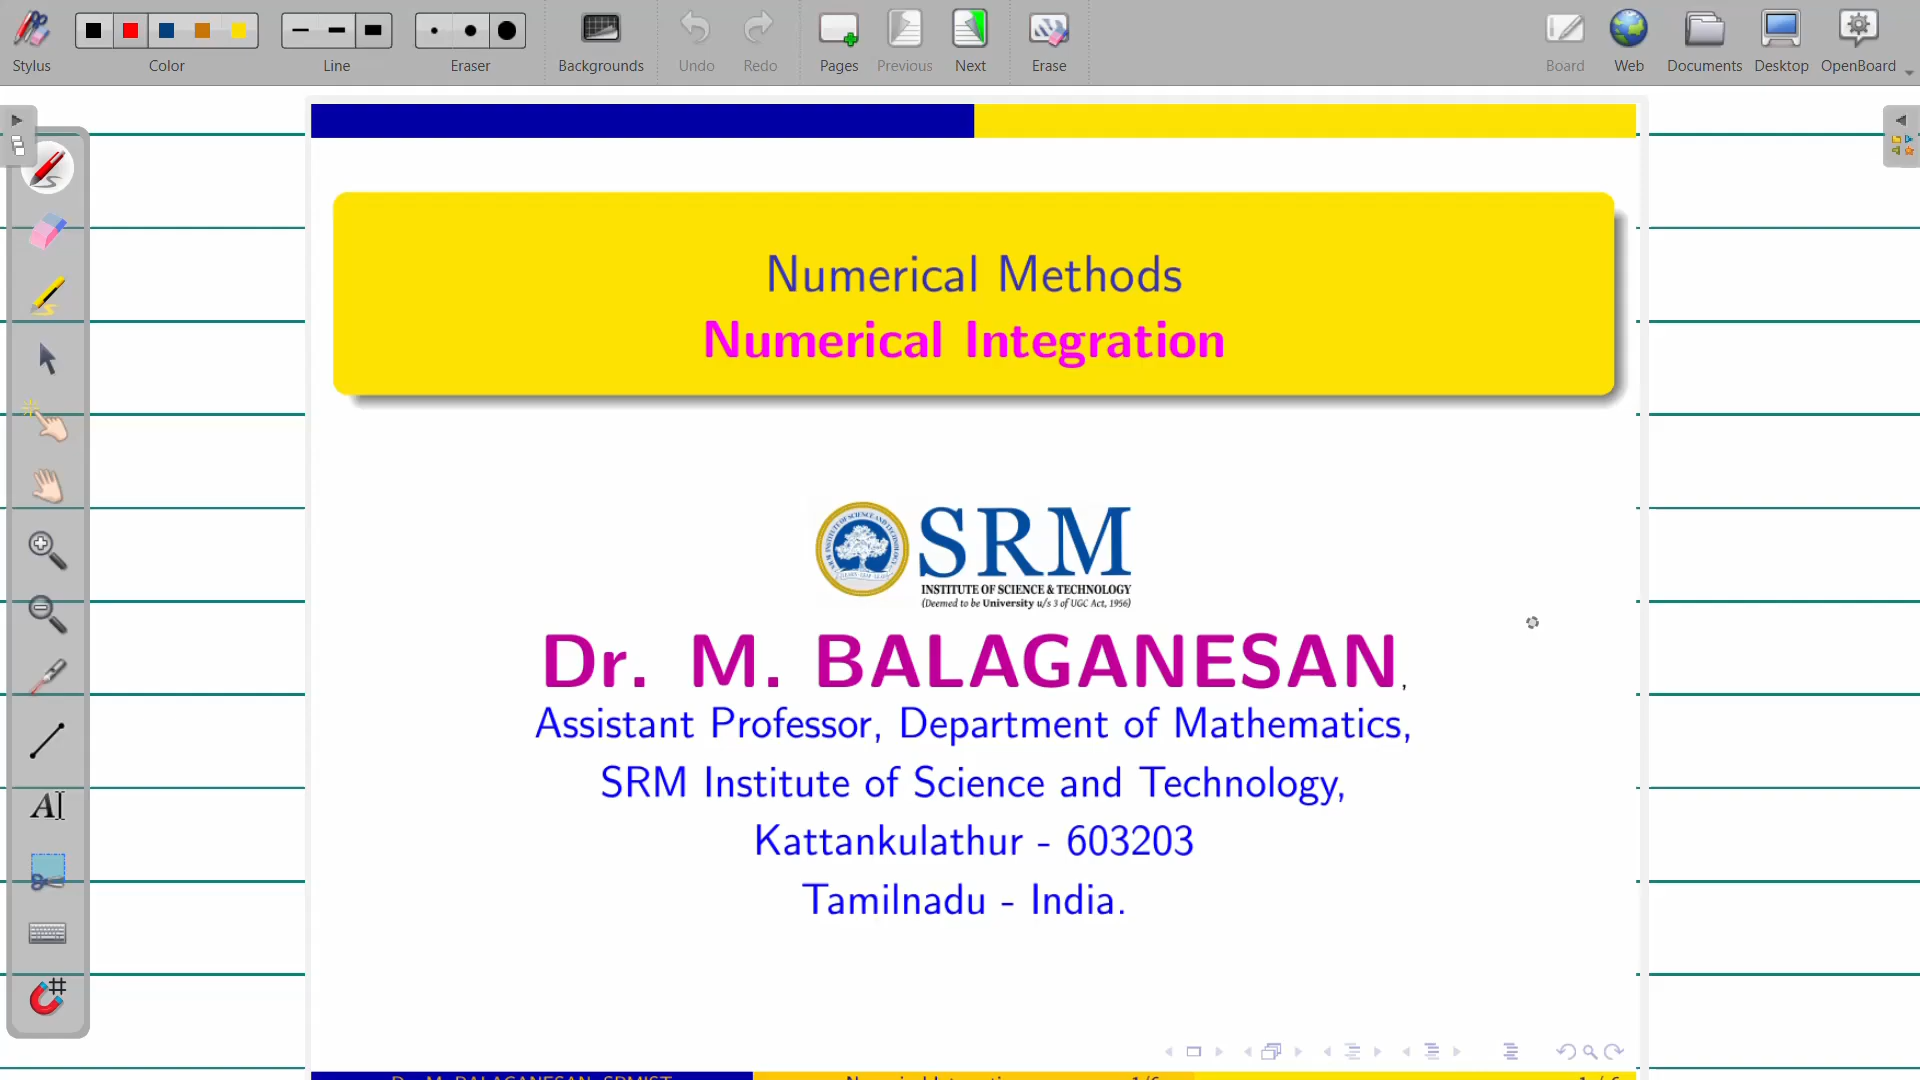 Stylus
Color
Line
Eraser
Backgrounds
Undo
Redo
Pages
Previous
Next
Erase
Board
Web
Documents
Desktop
OpenBoard
Numerical Methods
Numerical Integration
SRM
INSTITUTE OF SCIENCE & TECHNOLOGY
(Deemed to be University u/s 3 of UGC Act, 1956)
Dr. M. BALAGANESAN,
Assistant Professor, Department of Mathematics,
SRM Institute of Science and Technology,
Kattankulathur - 603203
Tamilnadu - India.